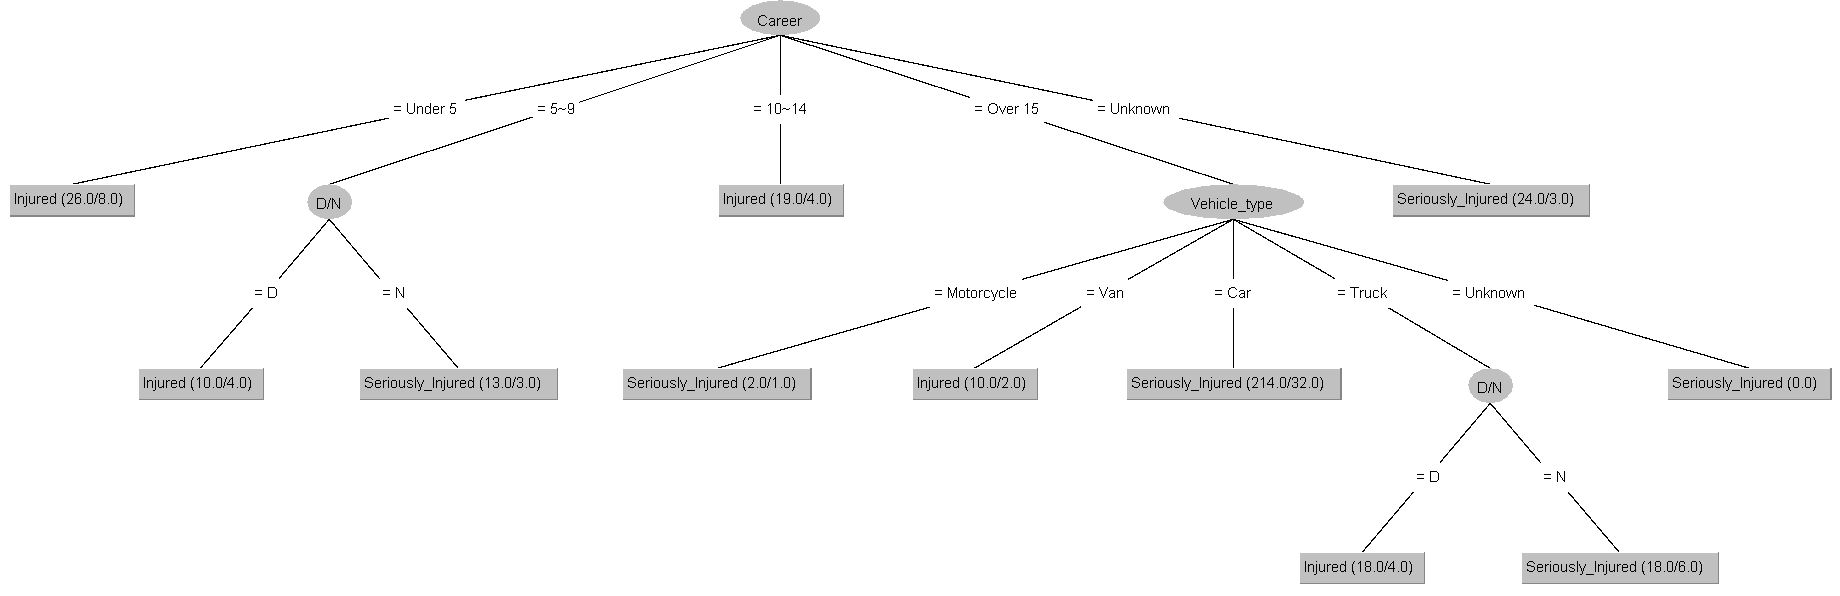 Career
= Under 5
= 5~9
= 10~14
= Over 15
= Unknown
Injured (26.0/8.0)
D/N
Injured (19.0/4.0)
Vehicle_type
Seriously_Injured (24.0/3.0)
= D
= N
= Motorcycle
= Van
= Car
= Truck
= Unknown
Injured (10.0/4.0)
Seriously_Injured (13.0/3.0)
Seriously_Injured (2.0/1.0)
Injured (10.0/2.0)
Seriously_Injured (214.0/32.0)
D/N
Seriously_Injured (0.0)
= D
= N
Injured (18.0/4.0)
Seriously_Injured (18.0/6.0)